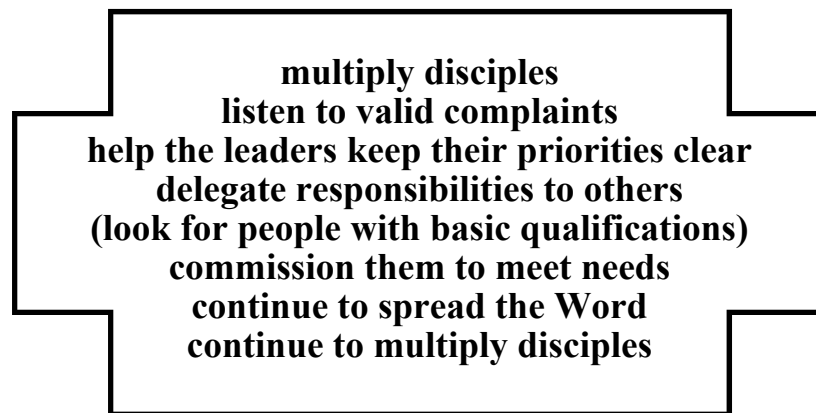 multiply disciples
listen to valid complaints
help the leaders keep their priorities clear
delegate responsibilities to others
(look for people with basic qualifications)
commission them to meet needs
continue to spread the Word
continue to multiply disciples